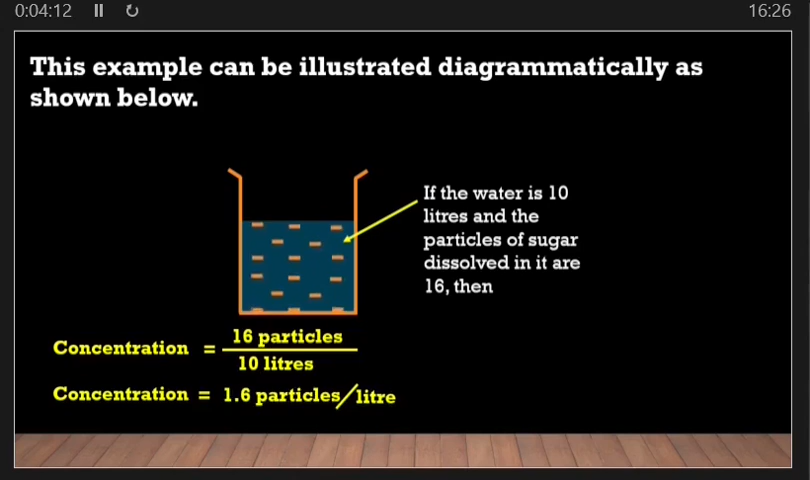 0:04:12
16:26
This example can be illustrated diagrammatically as
shown below.
If the water is 10
litres and the
particles of sugar
dissolved in it are
16, then
Concentration = 16 particles
10 litres
Concentration = 1.6 particles/litre